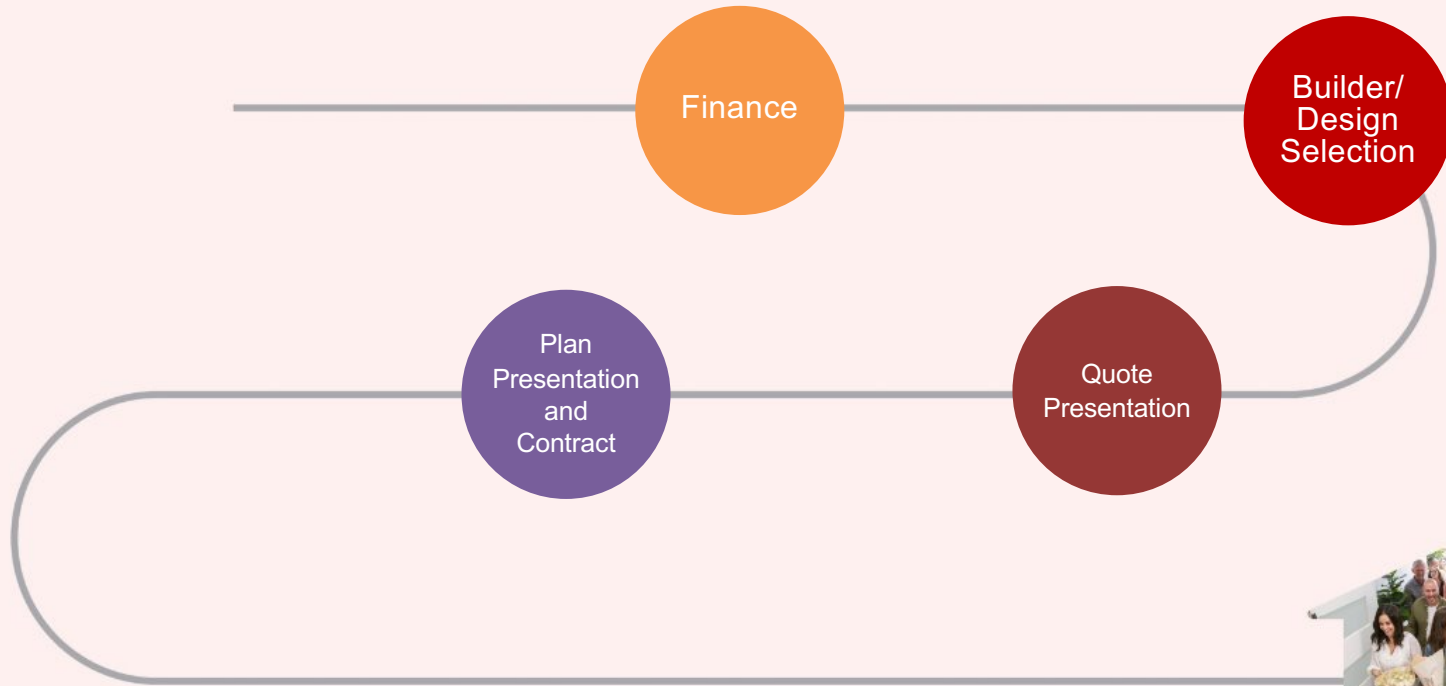 Finance
Builder/
Design
Selection
Plan
Presentation
and
Contract
Quote
Presentation